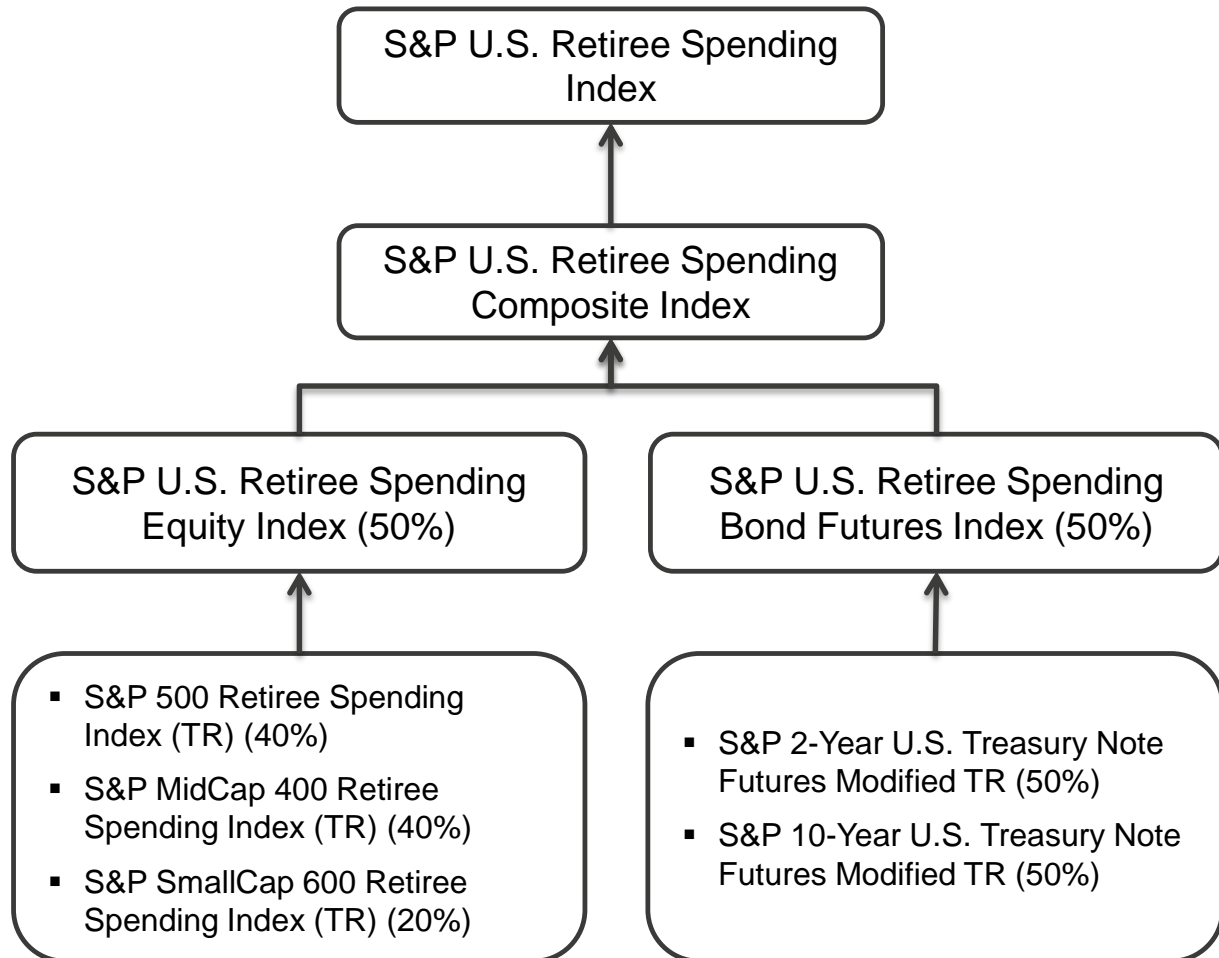 S&P U.S. Retiree Spending
Index
S&P U.S. Retiree Spending
Composite Index
S&P U.S. Retiree Spending
Equity Index (50%)
S&P U.S. Retiree Spending
Bond Futures Index (50%)
▪ S&P 500 Retiree Spending
Index (TR) (40%)
▪ S&P MidCap 400 Retiree
Spending Index (TR) (40%)
▪ S&P SmallCap 600 Retiree
Spending Index (TR) (20%)
▪ S&P 2-Year U.S. Treasury Note
Futures Modified TR (50%)
▪ S&P 10-Year U.S. Treasury Note
Futures Modified TR (50%)